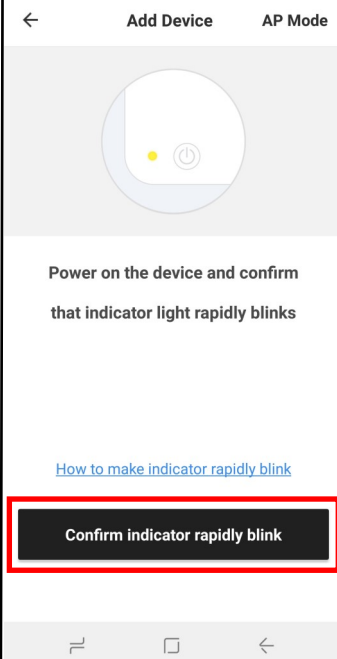 Add Device AP Mode
Power on the device and confirm
that indicator light rapidly blinks
How to make indicator rapidly blink
Confirm indicator rapidly blink